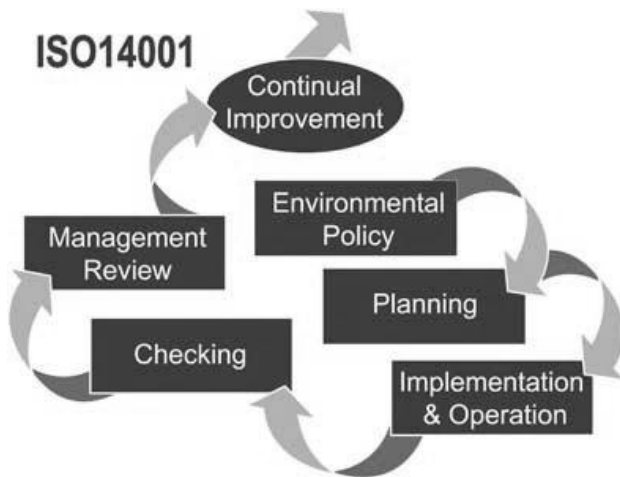 ISO14001
Continual
Improvement
Environmental
Policy
Management
Review
Planning
Checking
Implementation
& Operation